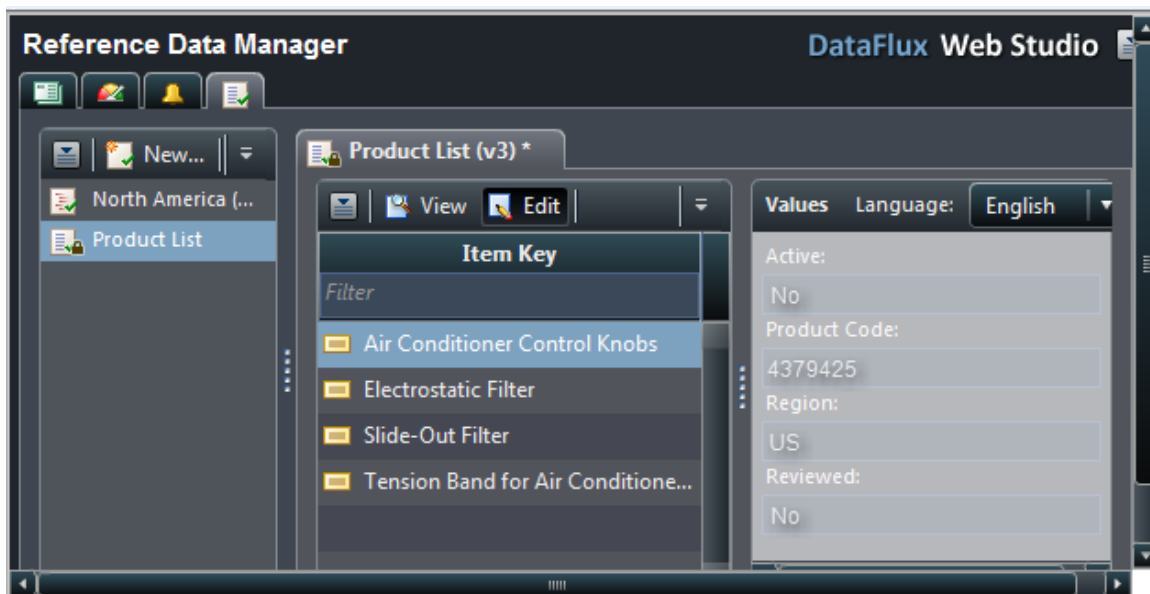 Reference Data Manager
DataFlux Web Studio
New...
North America (...
Product List
Product List (v3) *
View Edit
Item Key
Filter
Air Conditioner Control Knobs
Electrostatic Filter
Slide-Out Filter
Tension Band for Air Conditione...
Values Language: English
Active:
No
Product Code:
4379425
Region:
US
Reviewed:
No